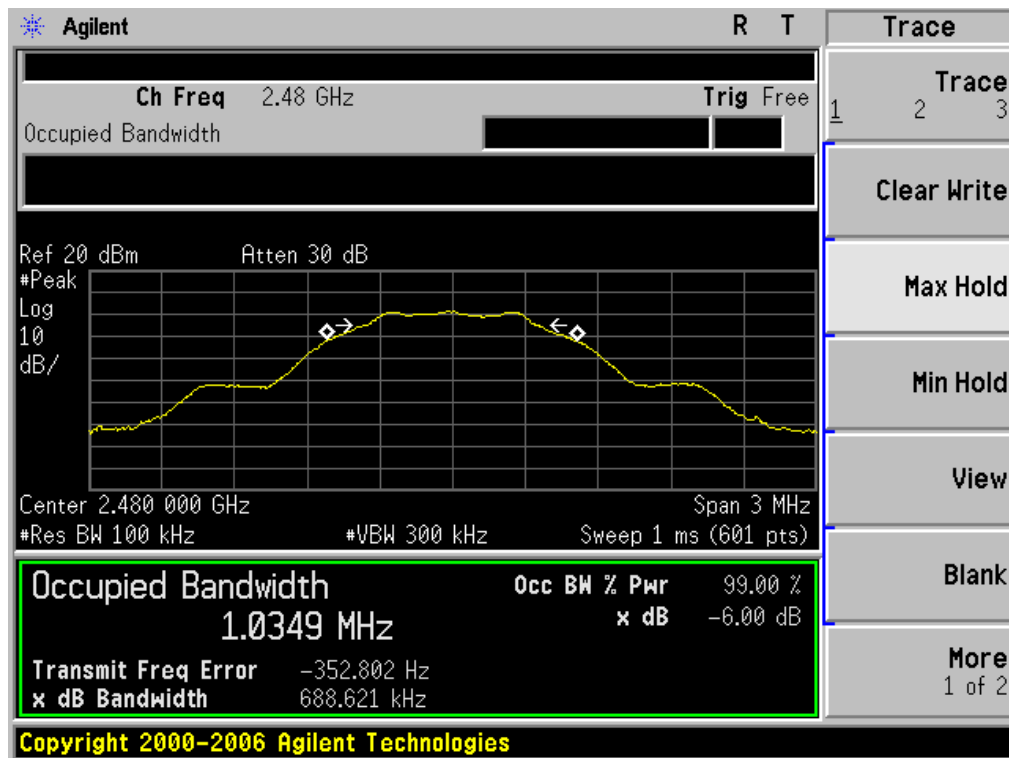 Agilent R T Trace
Ch Freq 2.48 GHz Trig Free
Occupied Bandwidth
Trace
1 2 3
Clear Write
Ref 20 dBm Atten 30 dB
#Peak
Log
10
dB/
Max Hold
Min Hold
View
Center 2.480 000 GHz Span 3 MHz
#Res BW 100 kHz #VBW 300 kHz Sweep 1 ms (601 pts)
Blank
Occupied Bandwidth Occ BW % Pwr 99.00 %
1.0349 MHz x dB -6.00 dB
Transmit Freq Error -352.802 Hz
x dB Bandwidth 688.621 kHz
More
1 of 2
Copyright 2000-2006 Agilent Technologies